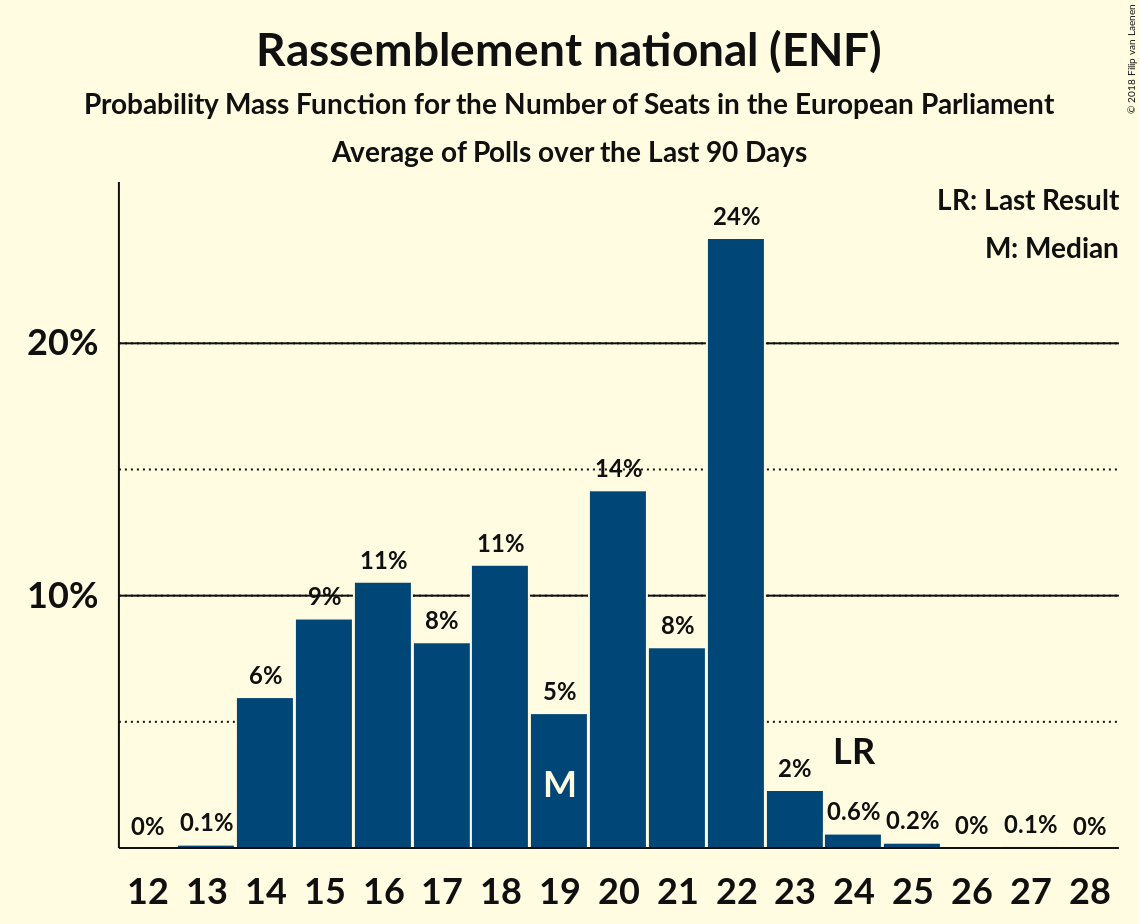 Rassemblement national (ENF)
Probability Mass Function for the Number of Seats in the European Parliament
Average of Polls over the Last 90 Days
© 2018 Filip van Laenen
LR: Last Result
M: Median
20%
10%
0%
0.1%
6%
9%
11%
8%
11%
5%
14%
8%
24%
2%
0.6%
0.2%
0%
0.1%
0%
M
LR
12 13 14 15 16 17 18 19 20 21 22 23 24 25 26 27 28